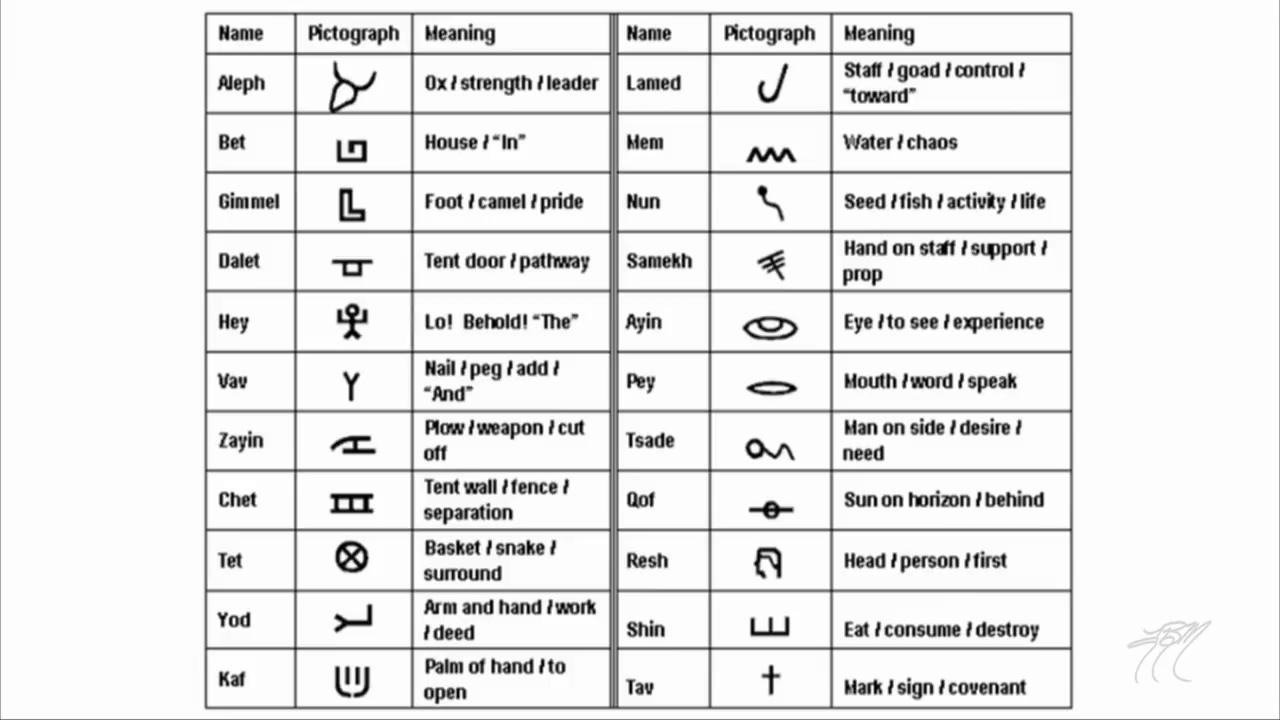 Name Pictograph Meaning Name Pictograph Meaning
Aleph Ox / strength / leader Lamed Staff / goad / control / “toward”
Bet House / “In” Mem Water / chaos
Gimmel Foot / camel / pride Nun Seed / fish / activity / life
Dalet Tent door / pathway Samekh Hand on staff / support / prop
Hey Lo! Behold! “The” Ayin Eye / to see / experience
Vav Nail / peg / add / “And” Pey Mouth / word / speak
Zayin Plow / weapon / cut off Tsade Man on side / desire / need
Chet Tent wall / fence / separation Qof Sun on horizon / behind
Tet Basket / snake / surround Resh Head / person / first
Yod Arm and hand / work / deed Shin Eat / consume / destroy
Kaf Palm of hand / to open Tav Mark / sign / covenant